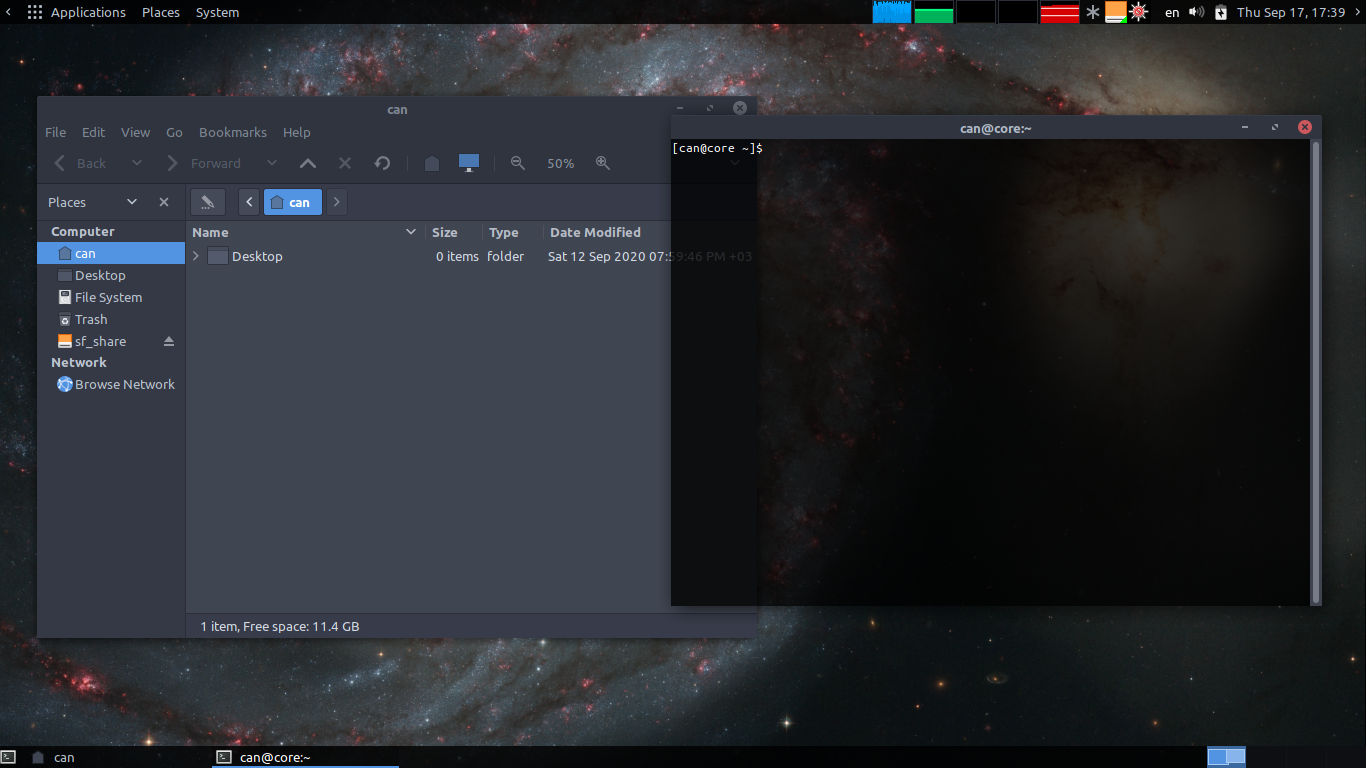 Applications Places System
en Thu Sep 17, 17:39
can
File Edit View Go Bookmarks Help
Back Forward 50%
Places can
Computer
can
Desktop
File System
Trash
sf_share
Network
Browse Network
Name Size Type Date Modified
Desktop 0 items folder Sat 12 Sep 2020 07:59:46 PM +03
1 item, Free space: 11.4 GB
can@core:~
[can@core ~]$
can can@core:~